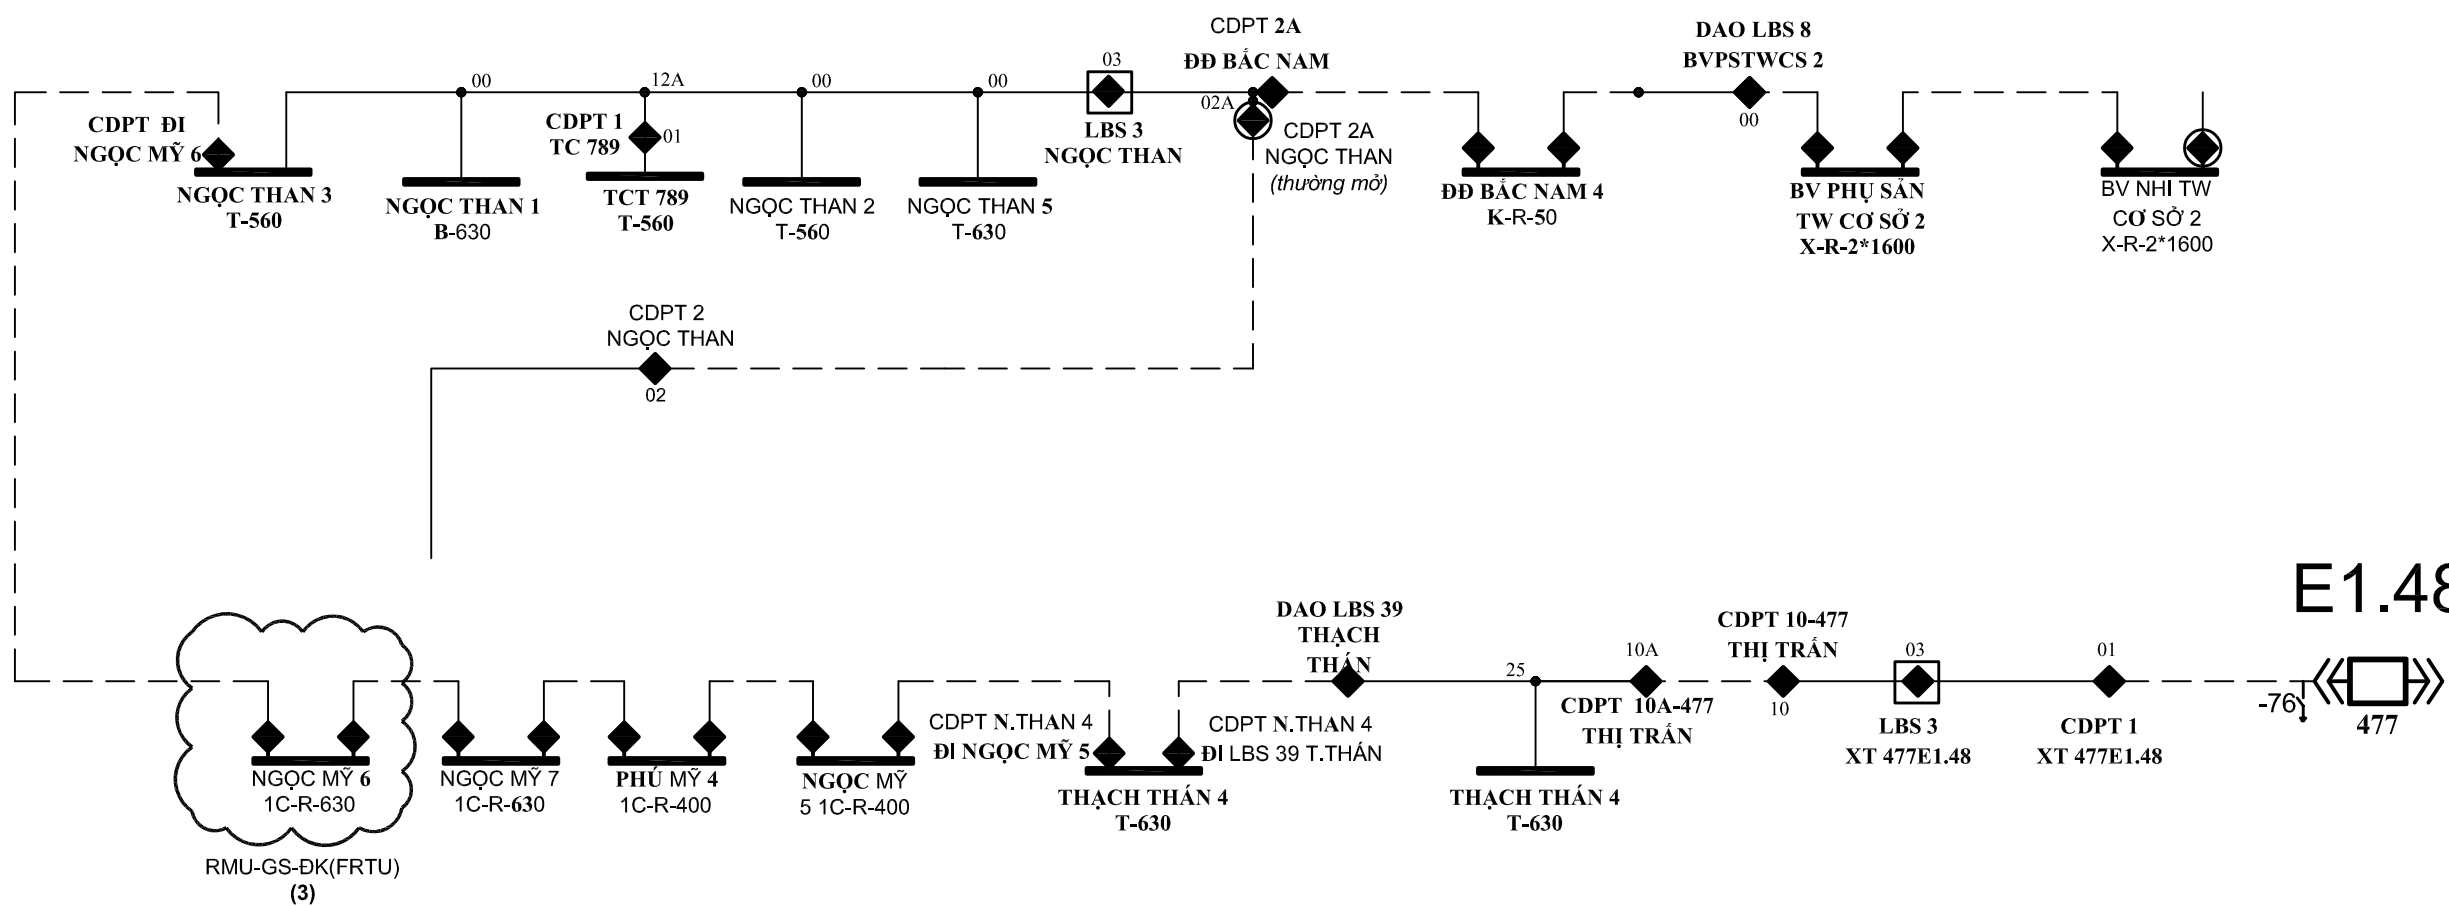 CDPT 2A
ĐĐ BẮC NAM
DAO LBS 8
BVPSTWCS 2
00
12A
00
00
03
02A
00
CDPT ĐI
NGỌC MỸ 6
CDPT 1
TC 789
01
LBS 3
NGỌC THAN
CDPT 2A
NGỌC THAN
(thường mở)
NGỌC THAN 3
T-560
NGỌC THAN 1
B-630
TCT 789
T-560
NGỌC THAN 2
T-560
NGỌC THAN 5
T-630
ĐĐ BẮC NAM 4
K-R-50
BV PHỤ SẢN
TW CƠ SỞ 2
X-R-2*1600
BV NHI TW
CƠ SỞ 2
X-R-2*1600
CDPT 2
NGỌC THAN
02
E1.48
DAO LBS 39
THẠCH
THÁN
25
10A
CDPT 10A-477
THỊ TRẤN
CDPT 10-477
THỊ TRẤN
10
03
LBS 3
XT 477E1.48
01
CDPT 1
XT 477E1.48
-76
477
NGỌC MỸ 6
1C-R-630
NGỌC MỸ 7
1C-R-630
PHÚ MỸ 4
1C-R-400
NGỌC MỸ
5 1C-R-400
CDPT N.THAN 4
ĐI NGỌC MỸ 5
CDPT N.THAN 4
ĐI LBS 39 T.THÁN
THẠCH THÁN 4
T-630
THẠCH THÁN 4
T-630
RMU-GS-ĐK(FRTU)
(3)